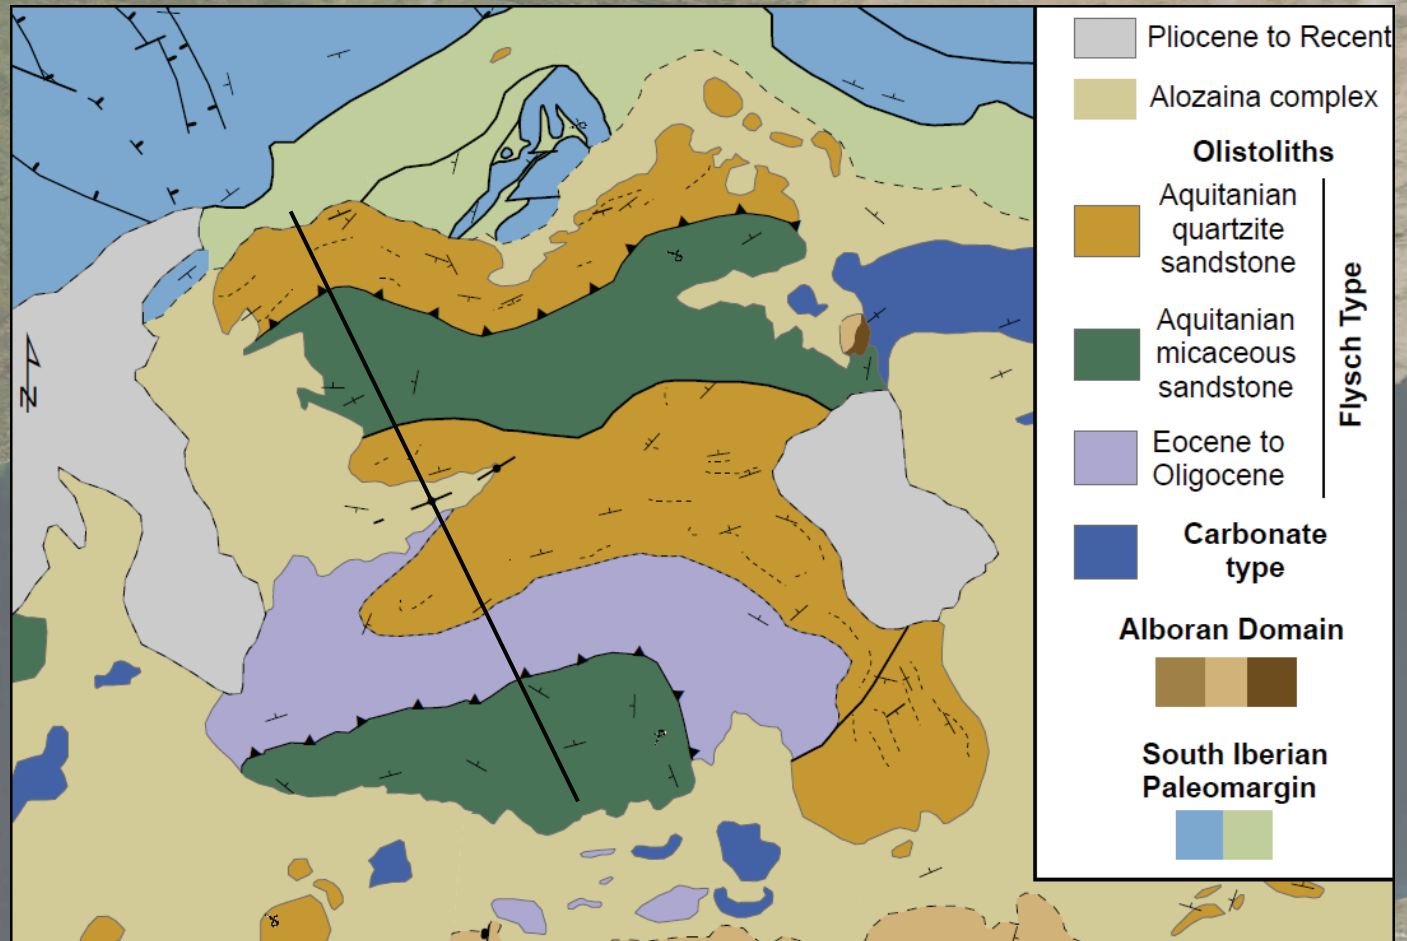 Pliocene to Recent
Alozaina complex
Olistoliths
Aquitanian
quartzite
sandstone
Aquitanian
micaceous
sandstone
Eocene to
Oligocene
Flysch Type
Carbonate
type
Alboran Domain
South Iberian
Paleomargin
N